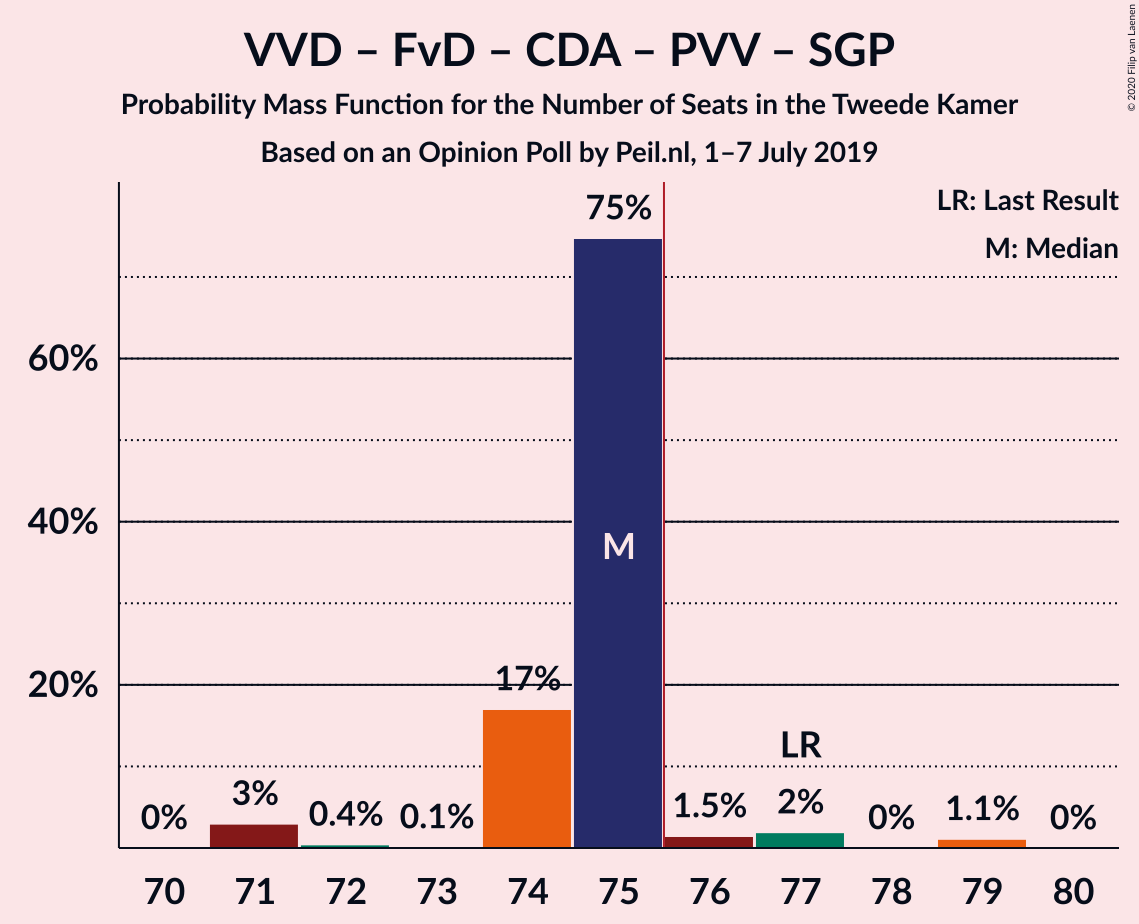 VVD – FvD – CDA – PVV – SGP
Probability Mass Function for the Number of Seats in the Tweede Kamer
Based on an Opinion Poll by Peil.nl, 1–7 July 2019
© 2020 Filip van Laenen
LR: Last Result
M: Median
60%
40%
20%
0%
3%
0.4%
0.1%
17%
75%
M
1.5%
LR
2%
0%
1.1%
0%
70 71 72 73 74 75 76 77 78 79 80